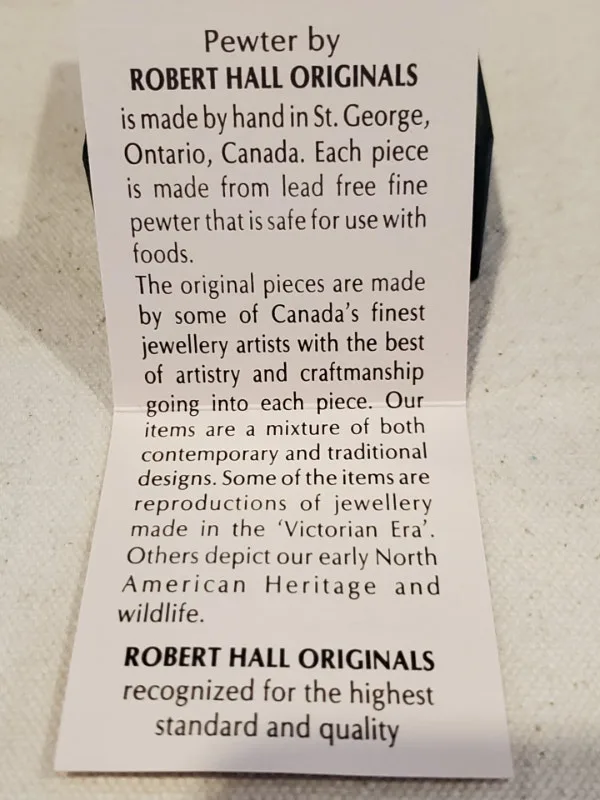 Pewter by
ROBERT HALL ORIGINALS
is made by hand in St. George,
Ontario, Canada. Each piece
is made from lead free fine
pewter that is safe for use with
foods.
The original pieces are made
by some of Canada's finest
jewellery artists with the best
of artistry and craftmanship
going into each piece. Our
items are a mixture of both
contemporary and traditional
designs. Some of the items are
reproductions of jewellery
made in the 'Victorian Era'.
Others depict our early North
American Heritage and
wildlife.
ROBERT HALL ORIGINALS
recognized for the highest
standard and quality